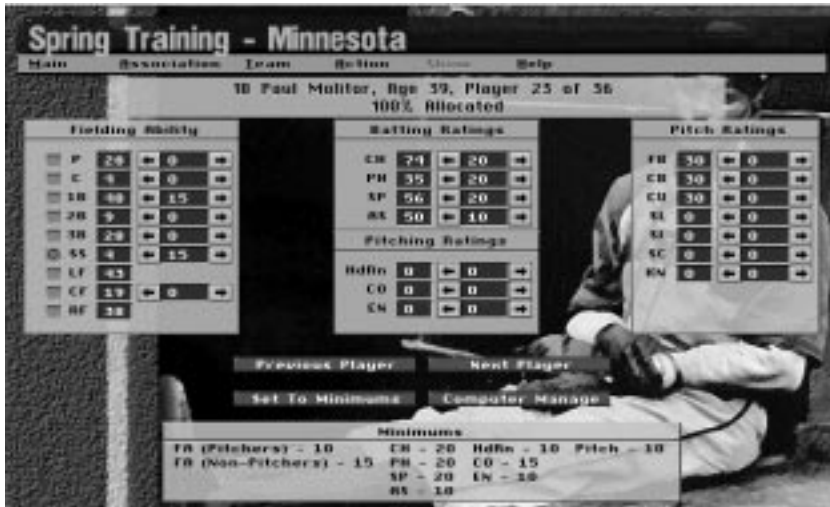 Spring Training - Minnesota
Main Association Team Action Show Help
18 Paul Molitor, Age 39, Player 23 of 36
100% Allocated
Fielding Ability
P 20 0
C 4 0
1B 40 15
2B 9 0
3B 20 0
SS 4 15
LF 43
CF 19 0
RF 38
Batting Ratings
CH 74 20
PH 35 20
SP 56 20
AS 50 10
Pitching Ratings
HdRn 0 0
CO 0 0
EN 0 0
Pitch Ratings
FB 30 0
CB 30 0
CU 30 0
SL 0 0
SI 0 0
SC 0 0
KN 0 0
Previous Player Next Player
Set To Minimums Computer Manage
Minimums
FA (Pitchers) - 10 CH - 20 HdRn - 10 Pitch - 10
FA (Non-Pitchers) - 15 PH - 20 CO - 15
SP - 20 EN - 10
AS - 10